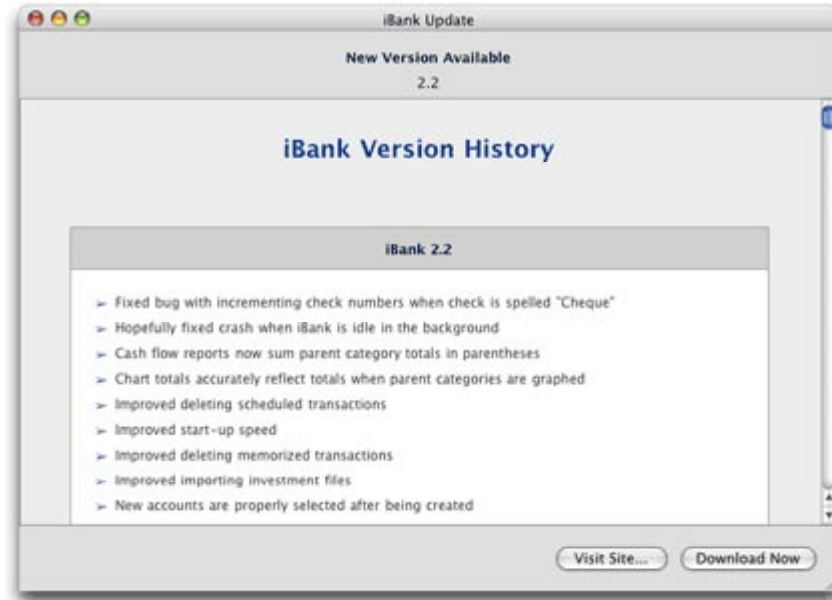 iBank Update
New Version Available
2.2
iBank Version History
iBank 2.2
➢ Fixed bug with incrementing check numbers when check is spelled "Cheque"
➢ Hopefully fixed crash when iBank is idle in the background
➢ Cash flow reports now sum parent category totals in parentheses
➢ Chart totals accurately reflect totals when parent categories are graphed
➢ Improved deleting scheduled transactions
➢ Improved start-up speed
➢ Improved deleting memorized transactions
➢ Improved importing investment files
➢ New accounts are properly selected after being created
Visit Site... Download Now